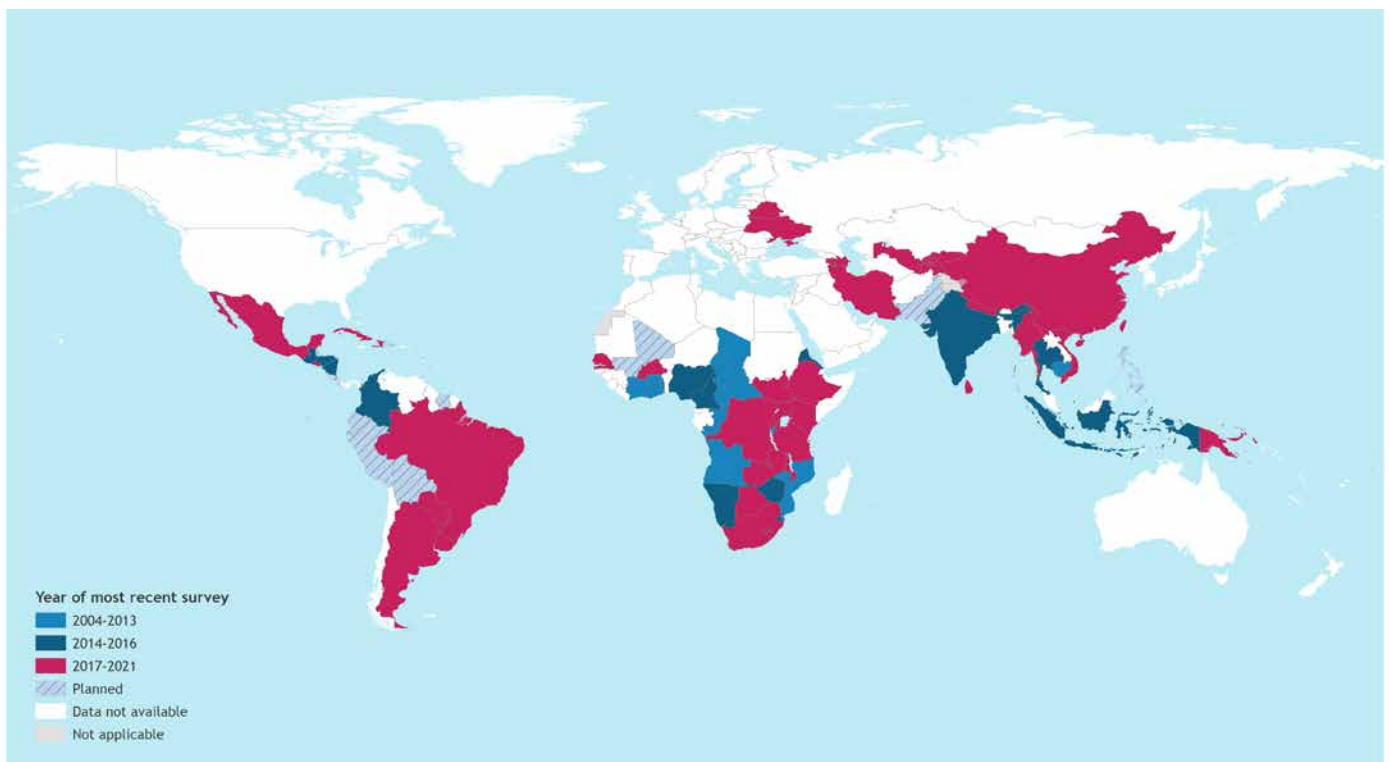 Year of most recent survey
2004-2013
2014-2016
2017-2021
Planned
Data not available
Not applicable